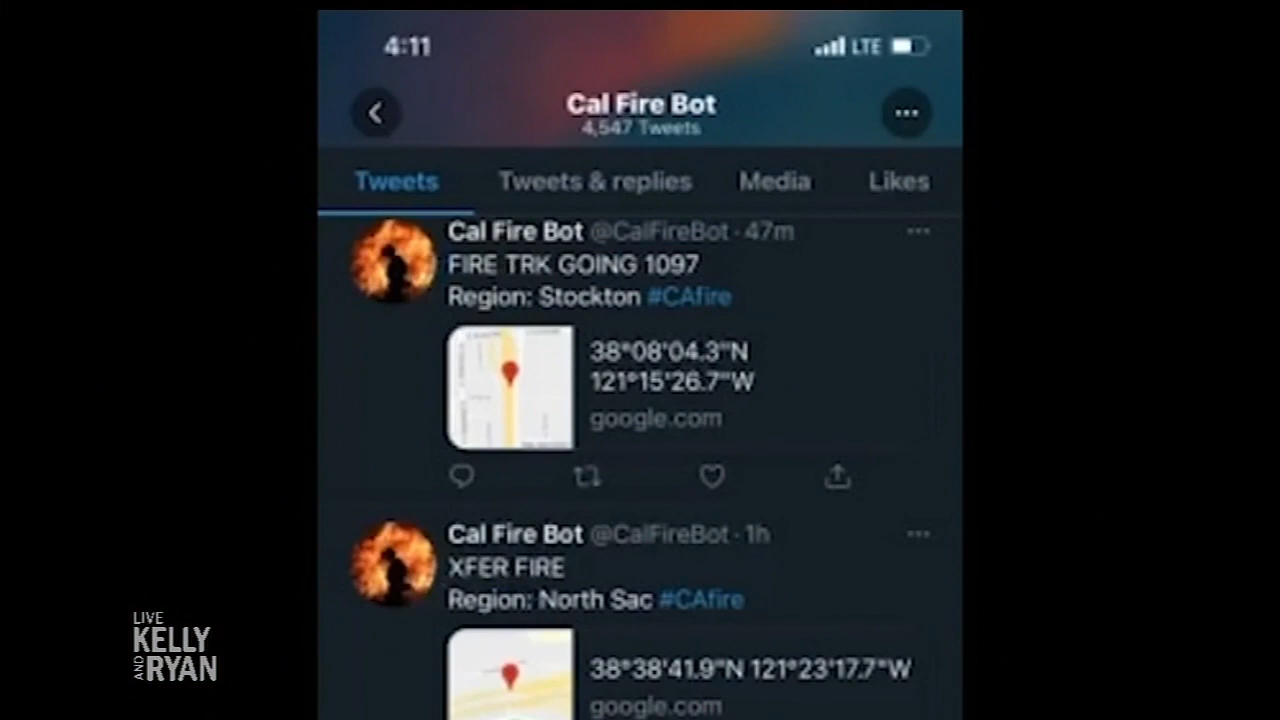 4:11
LTE
Cal Fire Bot
4,547 Tweets
Tweets
Tweets & replies
Media
Likes
Cal Fire Bot @CalFireBot · 47m
FIRE TRK GOING 1097
Region: Stockton #CAfire
38°08'04.3"N
121°15'26.7"W
google.com
Cal Fire Bot @CalFireBot · 1h
XFER FIRE
Region: North Sac #CAfire
38°38'41.9"N 121°23'17.7"W
google.com
LIVE
KELLY
AND
RYAN